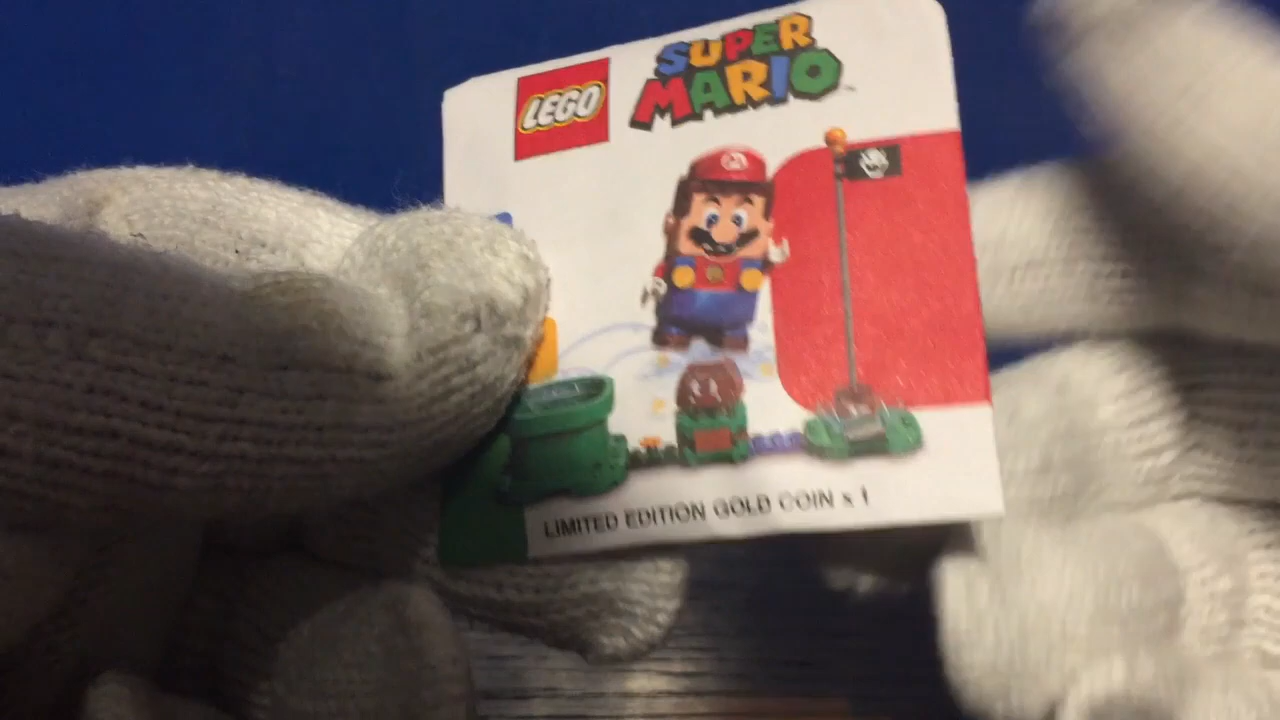 LEGO
SUPER
MARIO
M
LIMITED EDITION GOLD COIN x 1